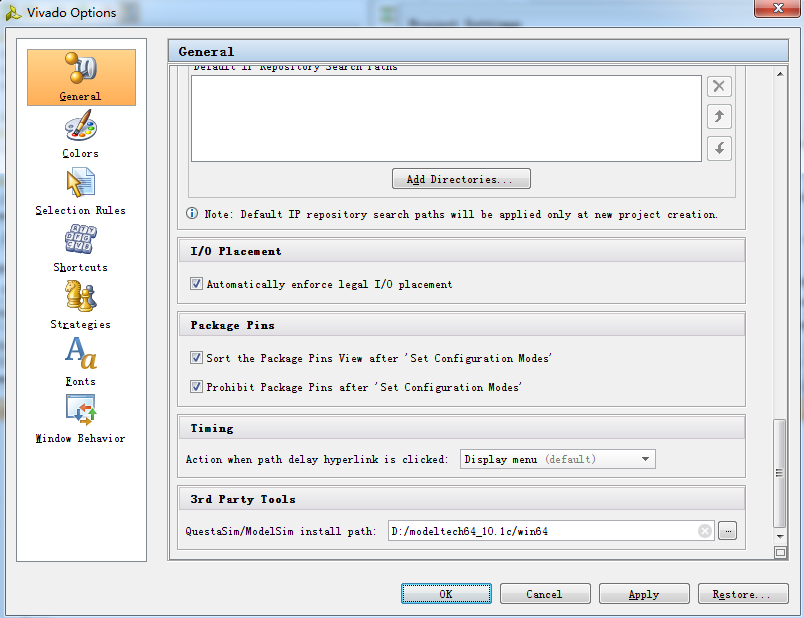 Vivado Options
General
Colors
Selection Rules
Shortcuts
Strategies
Fonts
Window Behavior
General
Default IP Repository Search Paths
Add Directories...
Note: Default IP repository search paths will be applied only at new project creation.
I/O Placement
Automatically enforce legal I/O placement
Package Pins
Sort the Package Pins View after 'Set Configuration Modes'
Prohibit Package Pins after 'Set Configuration Modes'
Timing
Action when path delay hyperlink is clicked: Display menu (default)
3rd Party Tools
QuestaSim/ModelSim install path: D:/modeltech64_10.1c/win64 ...
OK Cancel Apply Restore...